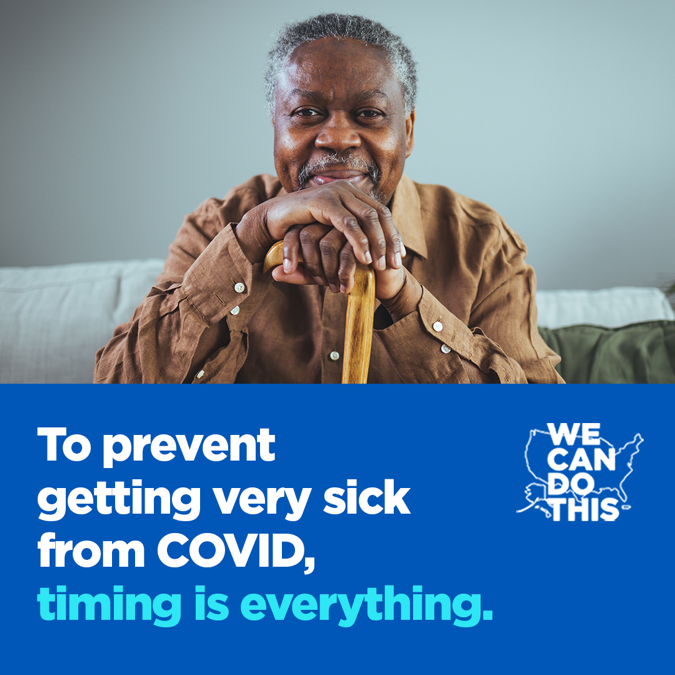 To prevent
getting very sick
from COVID,
timing is everything.
WE
CAN
DO
THIS